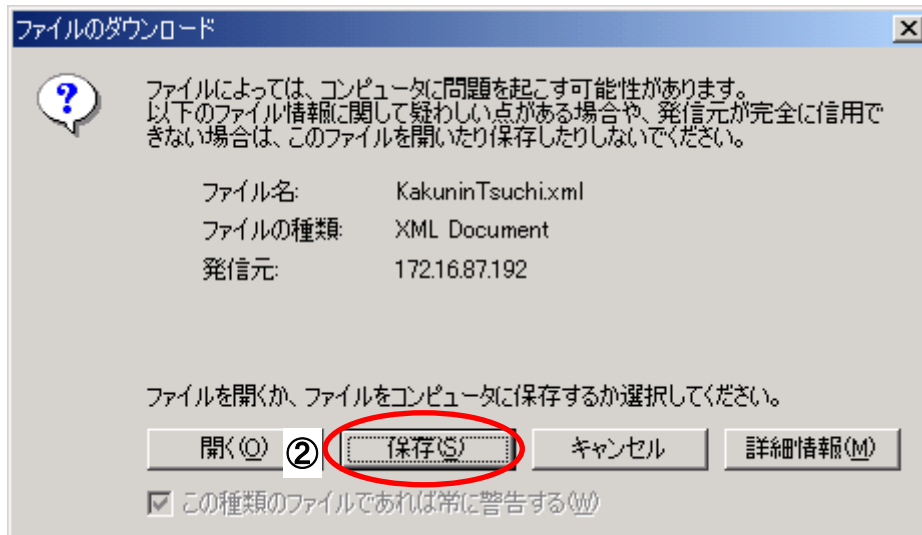 ファイルのダウンロード
?
ファイルによっては、コンピュータに問題を起こす可能性があります。
以下のファイル情報に関して疑わしい点がある場合や、発信元が完全に信用で
きない場合は、このファイルを開いたり保存したりしないでください。
ファイル名: KakuninTsuchi.xml
ファイルの種類: XML Document
発信元: 172.16.87.192
ファイルを開くか、ファイルをコンピュータに保存するか選択してください。
開く(O) ② 保存(S) キャンセル 詳細情報(M)
この種類のファイルであれば常に警告する(W)